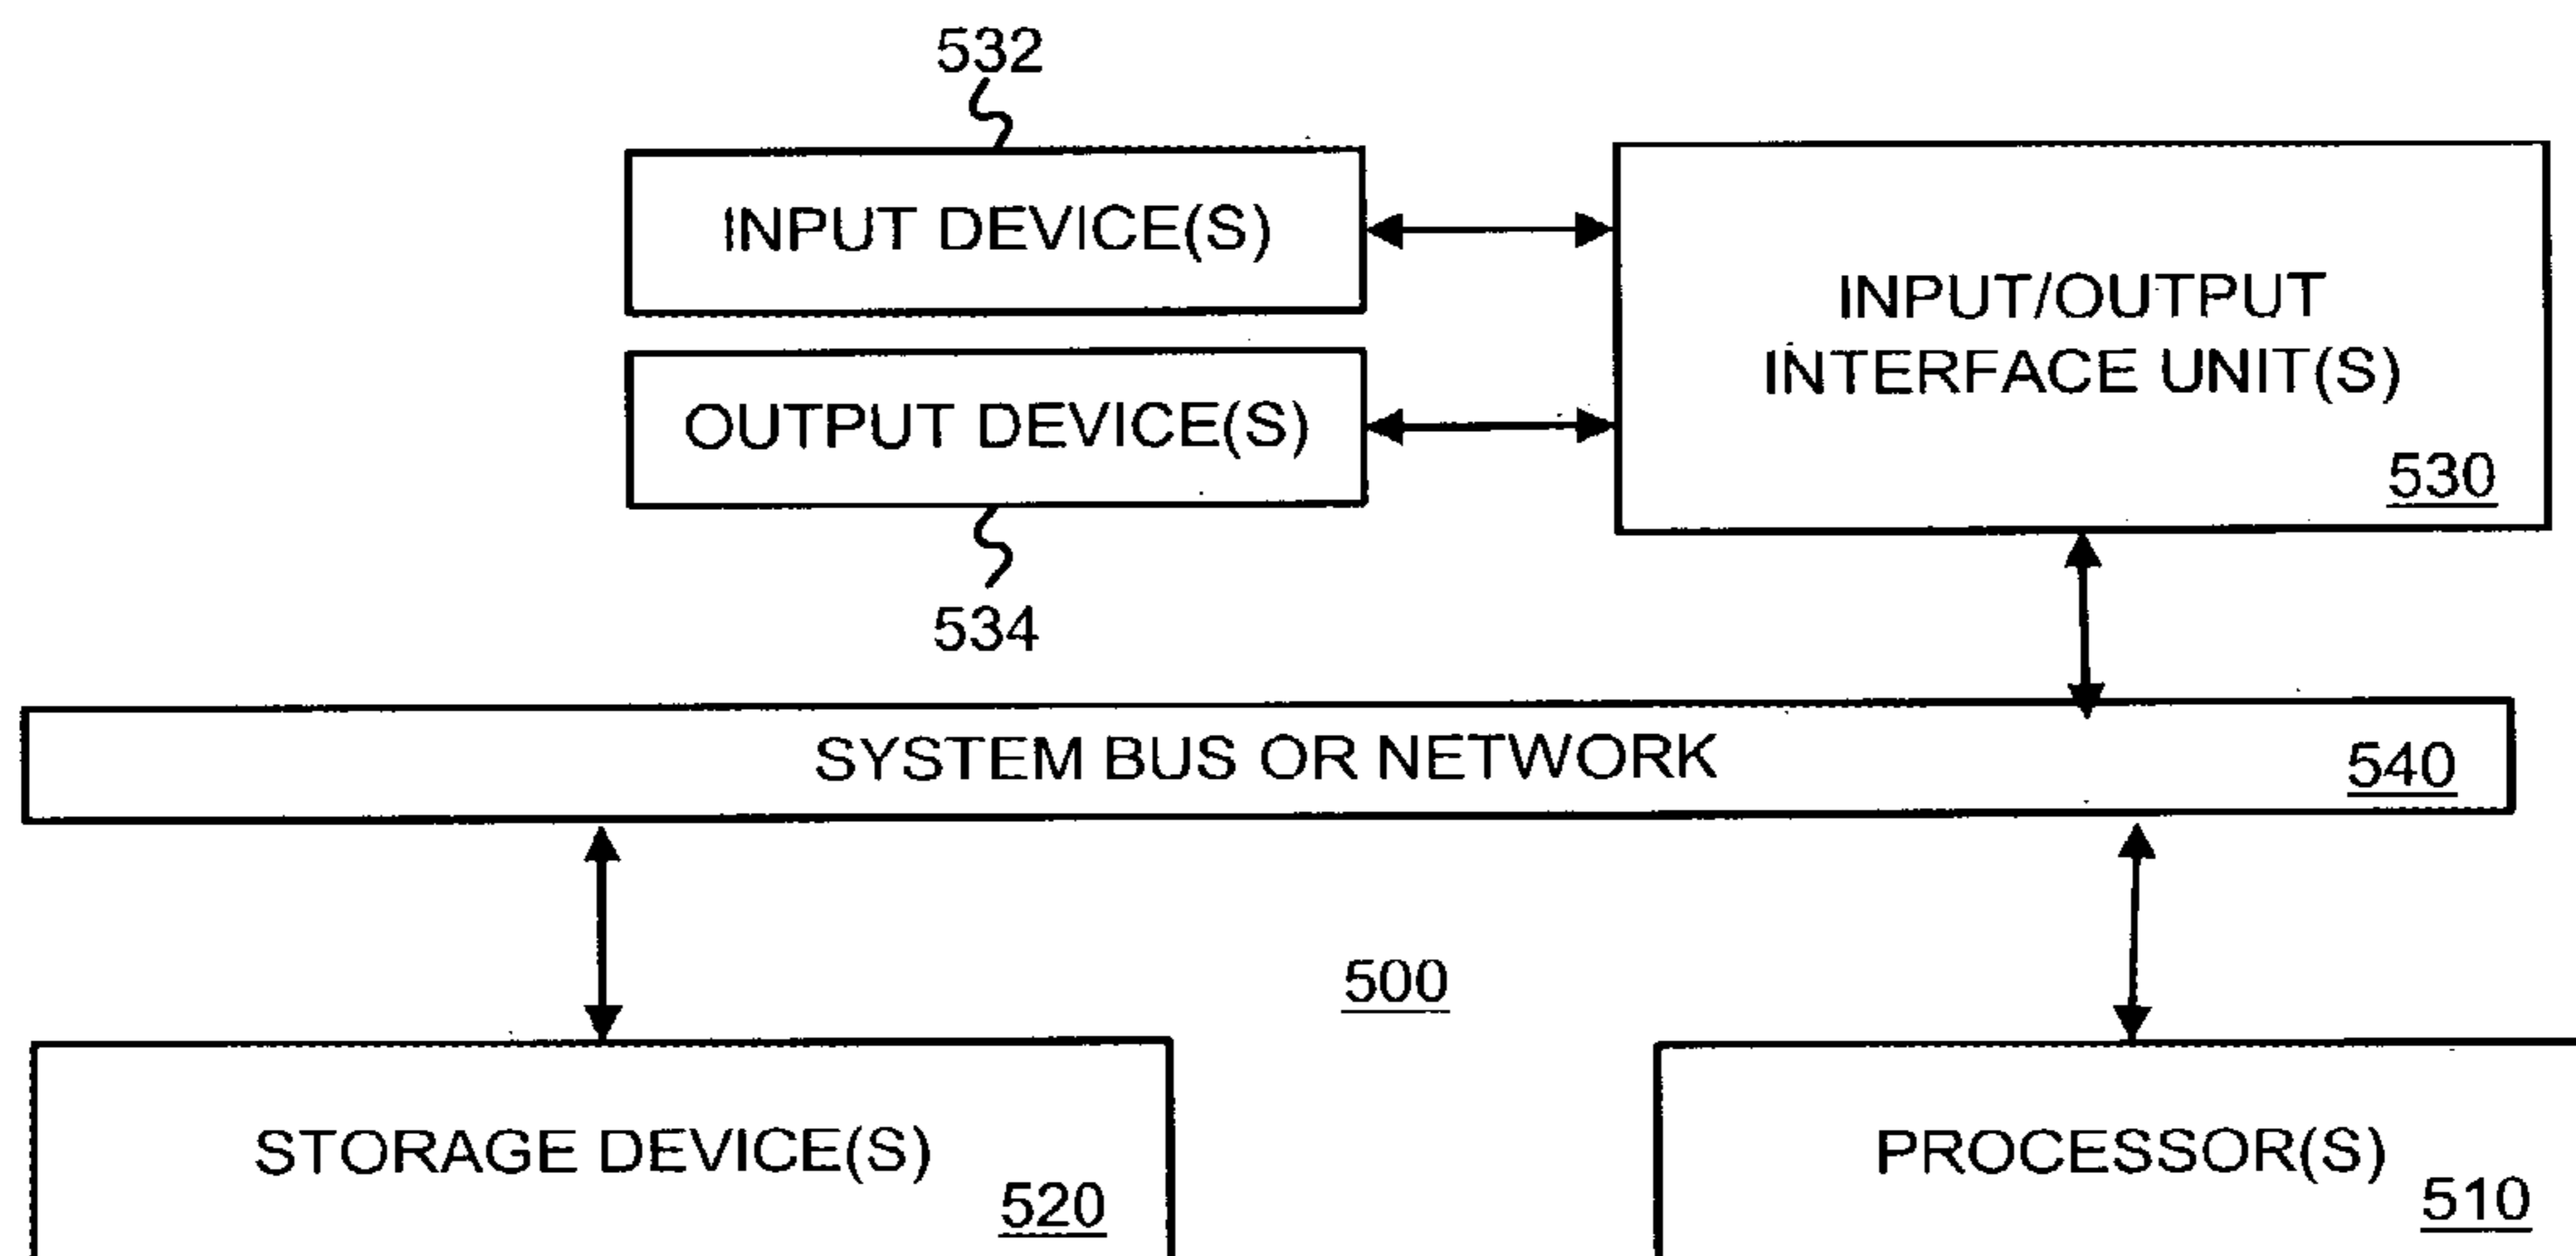 532
INPUT DEVICE(S)
INPUT/OUTPUT
INTERFACE UNIT(S)
530
OUTPUT DEVICE(S)
534
SYSTEM BUS OR NETWORK
540
500
STORAGE DEVICE(S)
520
PROCESSOR(S)
510